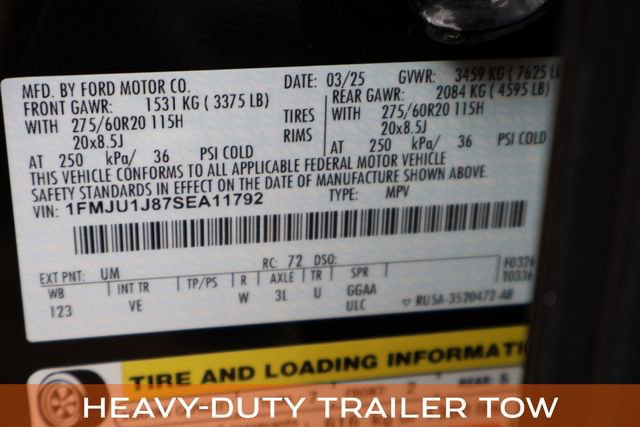 MFD. BY FORD MOTOR CO. DATE: 03/25 GVWR: 3459 KG ( 7625 LB
FRONT GAWR: 1531 KG ( 3375 LB) REAR GAWR: 2084 KG ( 4595 LB)
WITH 275/60R20 115H TIRES WITH 275/60R20 115H
20x8.5J RIMS 20x8.5J
AT 250 kPa/ 36 PSI COLD AT 250 kPa/ 36 PSI COLD
THIS VEHICLE CONFORMS TO ALL APPLICABLE FEDERAL MOTOR VEHICLE
SAFETY STANDARDS IN EFFECT ON THE DATE OF MANUFACTURE SHOWN ABOVE.
VIN: 1FMJU1J87SEA11792 TYPE: MPV
EXT PNT: UM RC: 72 DSO: F0326
WB INT TR TP/PS R AXLE TR SPR T0336
123 VE W 3L U GGAA
ULC ▽ RU5A-3520472-AB
TIRE AND LOADING INFORMATI
HEAVY-DUTY TRAILER TOW